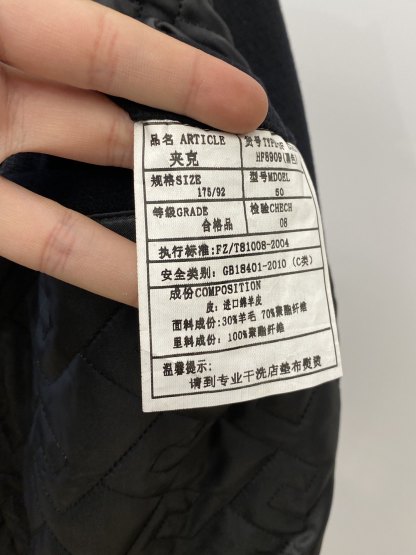 品名 ARTICLE 货号TYPE
夹克 HF8909(黑色)
规格SIZE 型号MDOEL
175/92 50
等级GRADE 检验CHECH
合格品 08
执行标准:FZ/T81008-2004
安全类别: GB18401-2010 (C类)
成份COMPOSITION
皮: 进口绵羊皮
面料成份:30%羊毛 70%聚酯纤维
里料成份: 100%聚酯纤维
温馨提示:
请到专业干洗店垫布熨烫